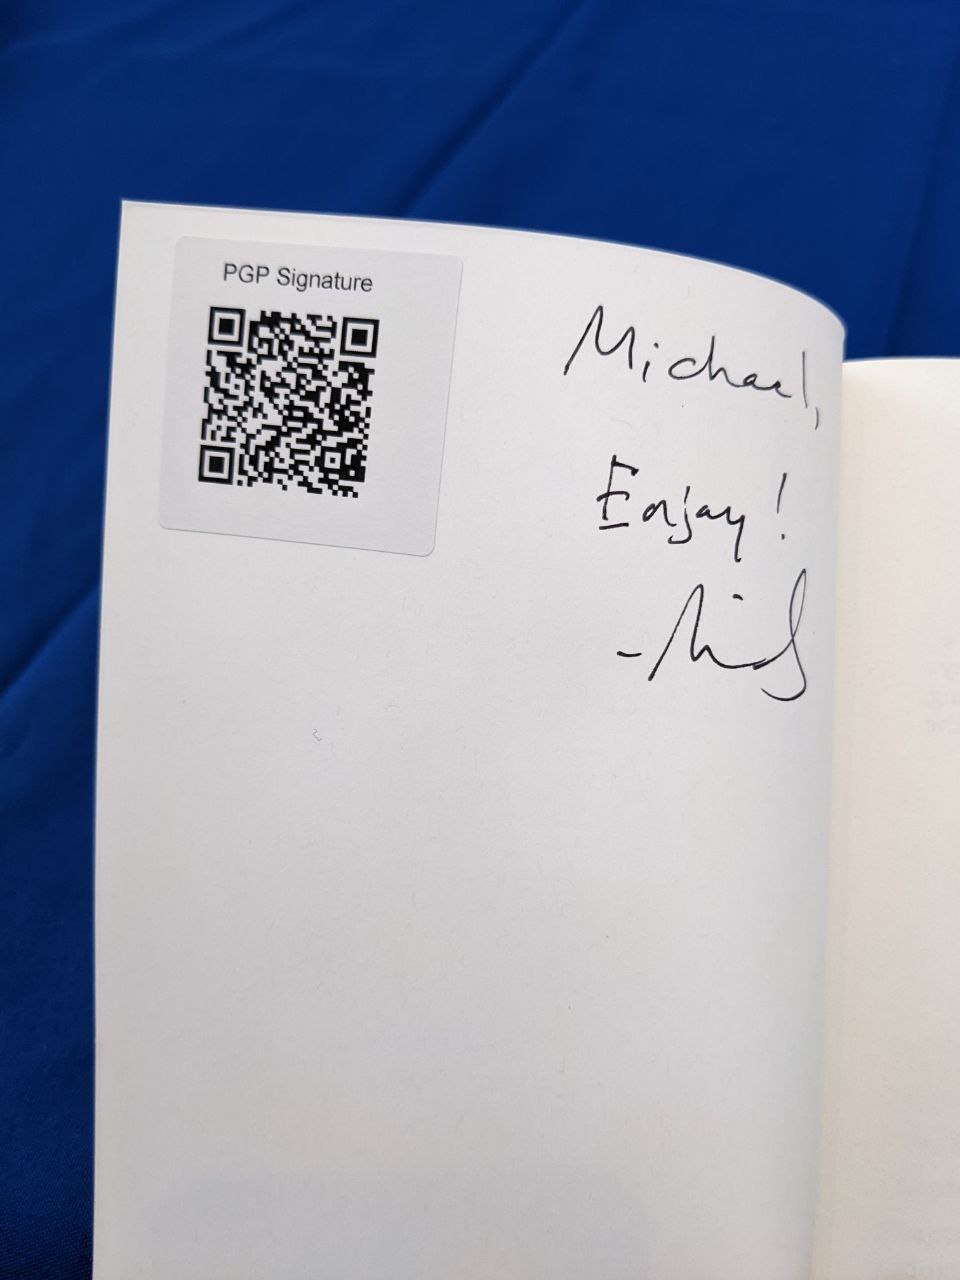 PGP Signature
Michael,
Enjoy!